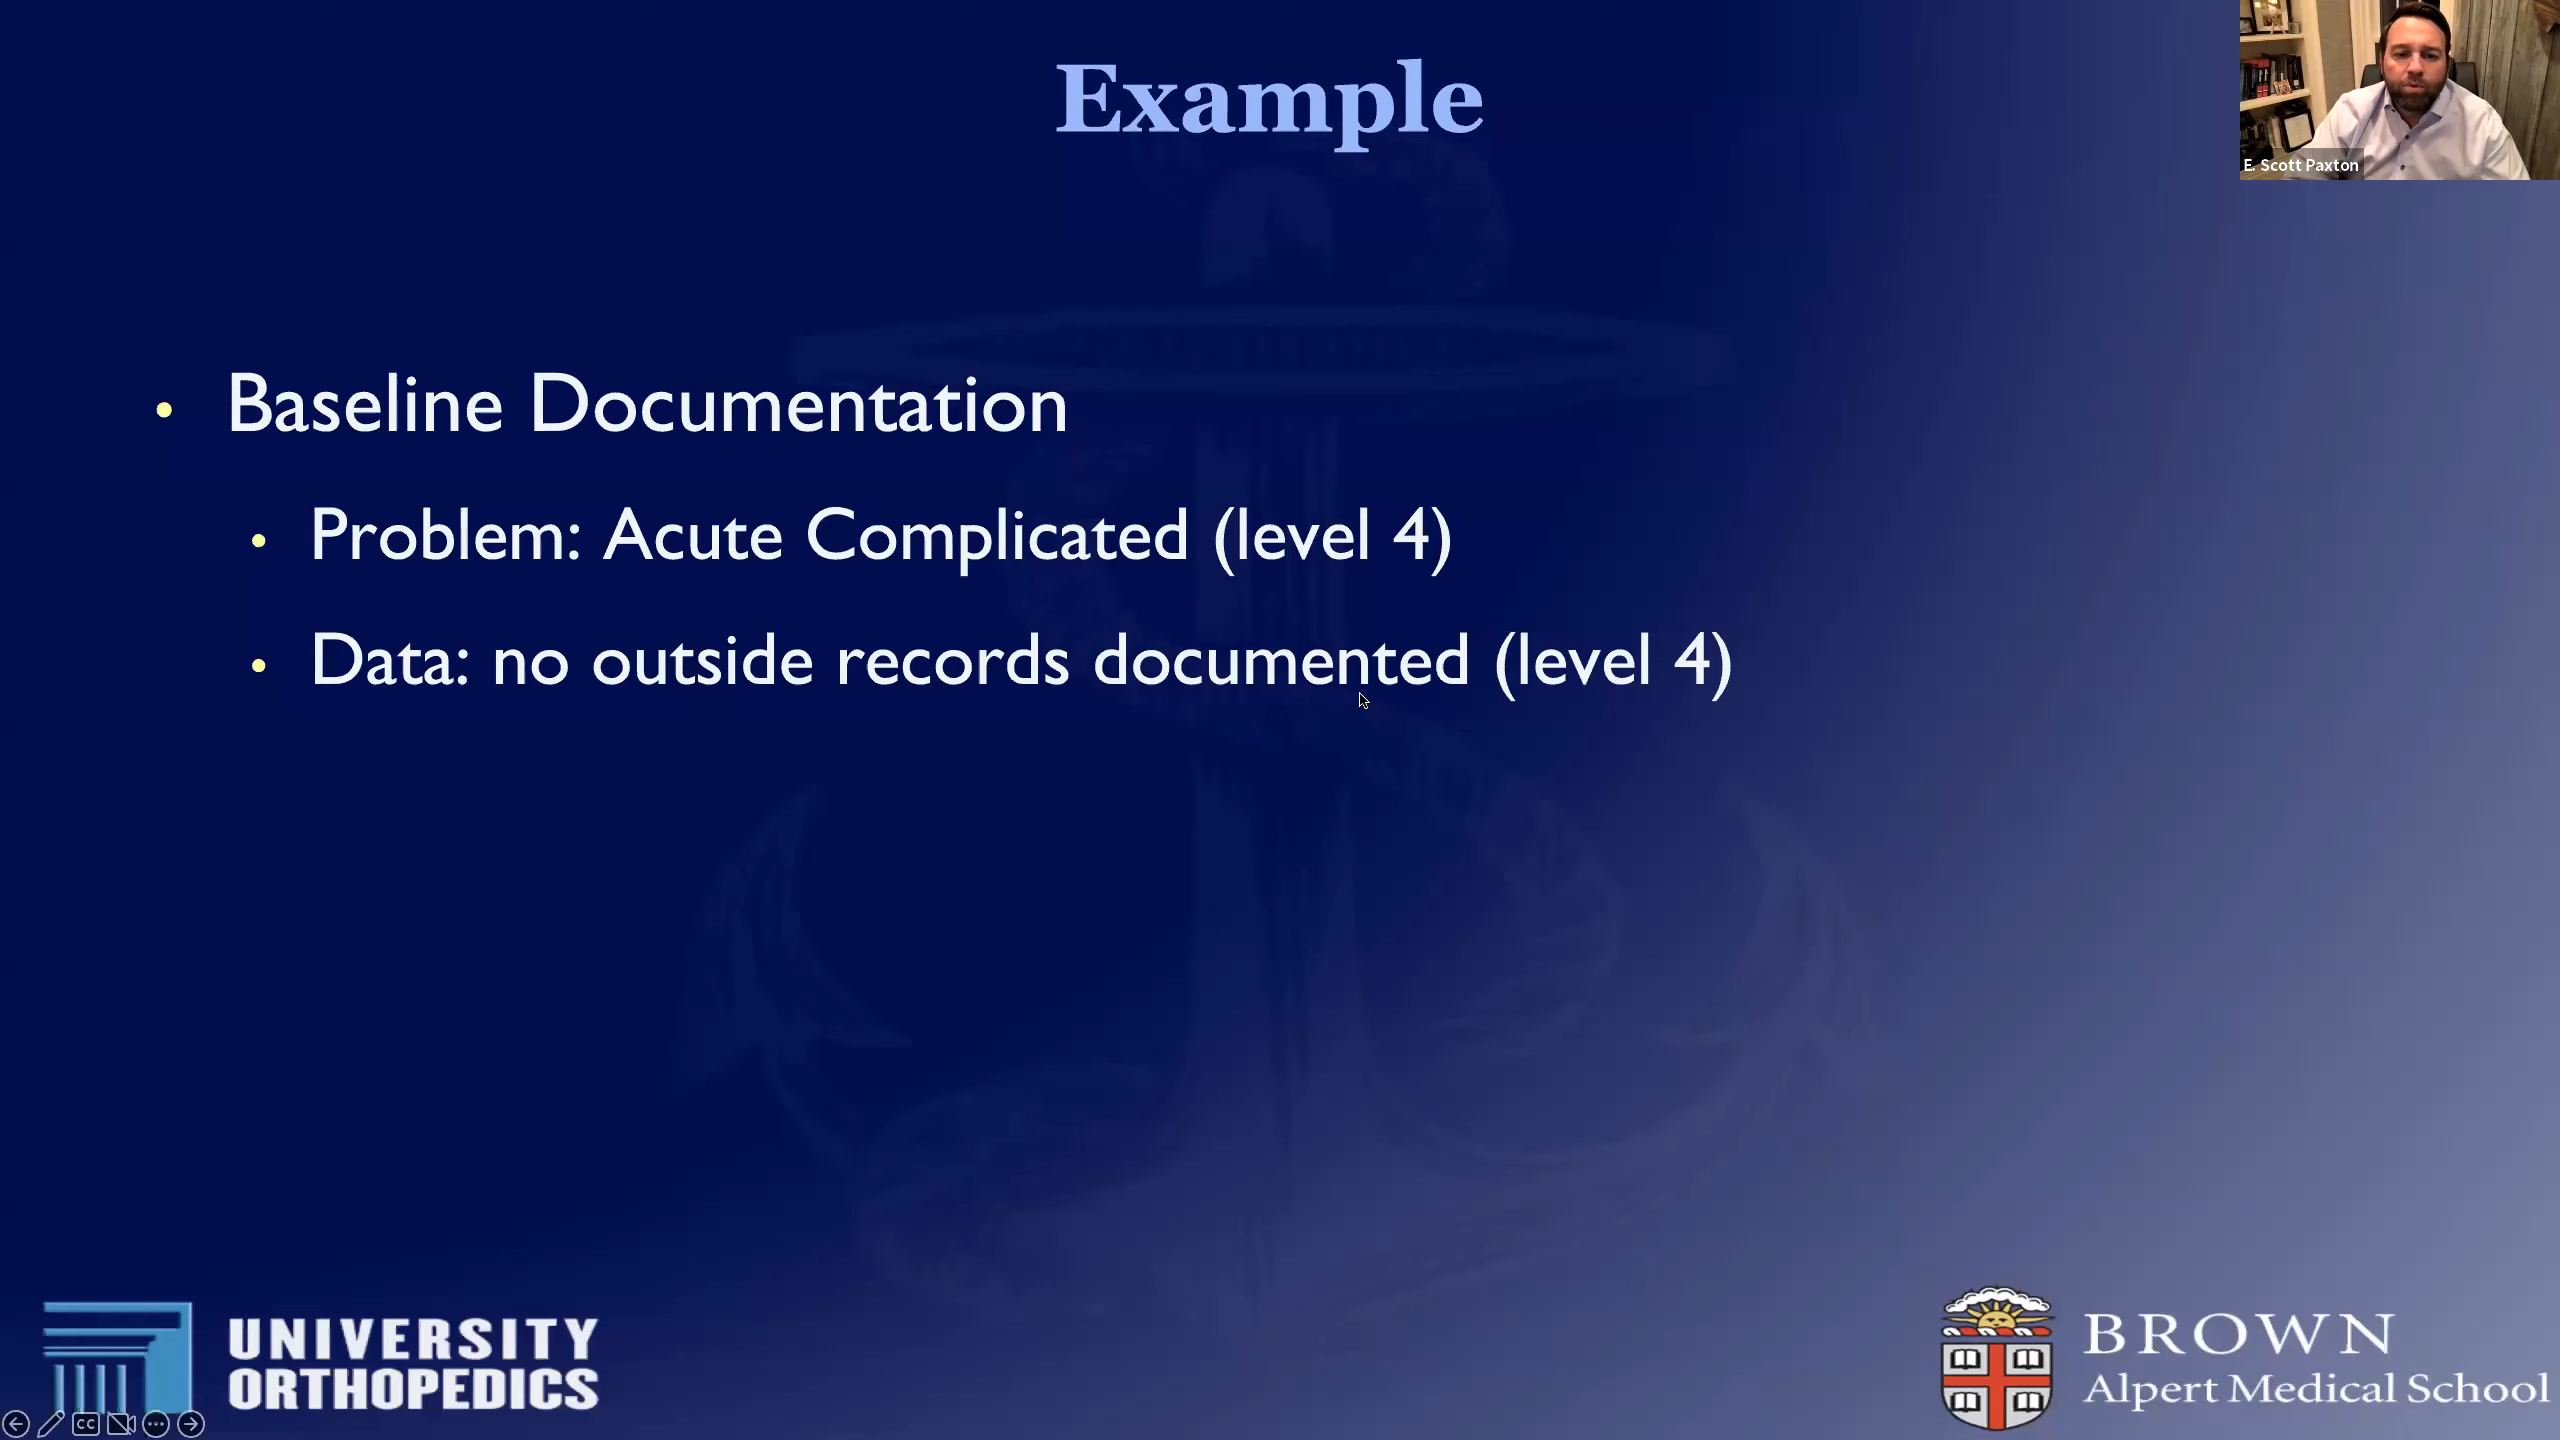 Example
E. Scott Paxton
• Baseline Documentation
• Problem: Acute Complicated (level 4)
• Data: no outside records documented (level 4)
UNIVERSITY
ORTHOPEDICS
BROWN
Alpert Medical School
CC